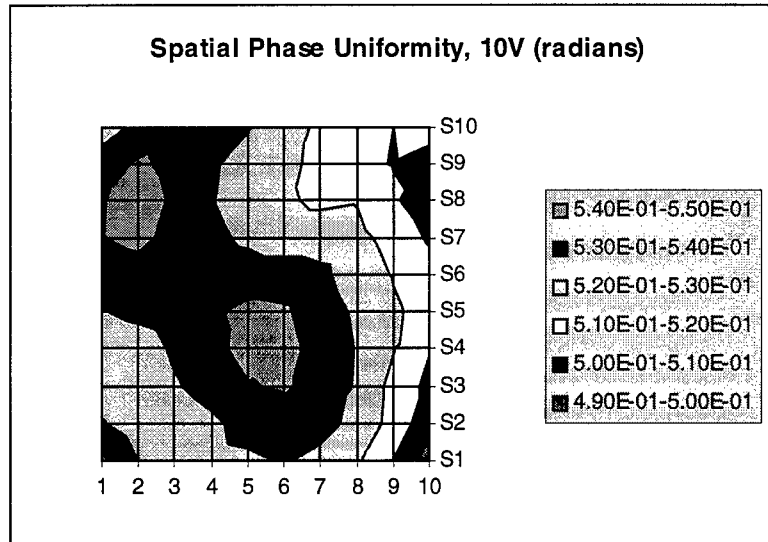 Spatial Phase Uniformity, 10V (radians)
S10
S9
S8
S7
S6
S5
S4
S3
S2
S1
1 2 3 4 5 6 7 8 9 10
5.40E-01-5.50E-01
5.30E-01-5.40E-01
5.20E-01-5.30E-01
5.10E-01-5.20E-01
5.00E-01-5.10E-01
4.90E-01-5.00E-01